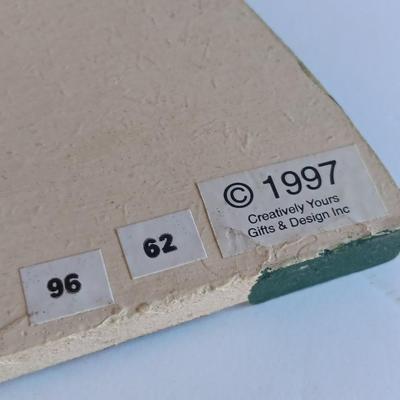 © 1997
Creatively Yours
Gifts & Design Inc
62
96